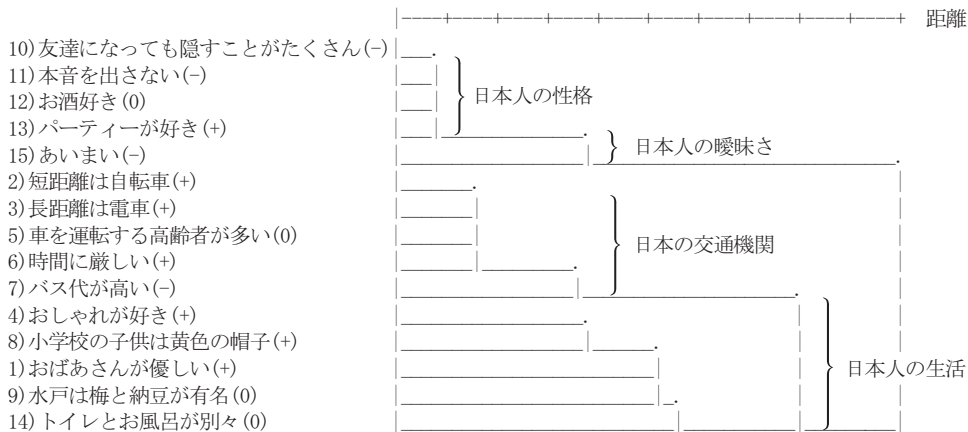 距離
10)友達になっても隠すことがたくさん(-)
11)本音を出さない(-)
12)お酒好き(0)
日本人の性格
13)パーティーが好き(+)
15)あいまい(-)
日本人の曖昧さ
2)短距離は自転車(+)
3)長距離は電車(+)
5)車を運転する高齢者が多い(0)
日本の交通機関
6)時間に厳しい(+)
7)バス代が高い(-)
4)おしゃれが好き(+)
8)小学校の子供は黄色の帽子(+)
1)おばあさんが優しい(+)
日本人の生活
9)水戸は梅と納豆が有名(0)
14)トイレとお風呂が別々(0)